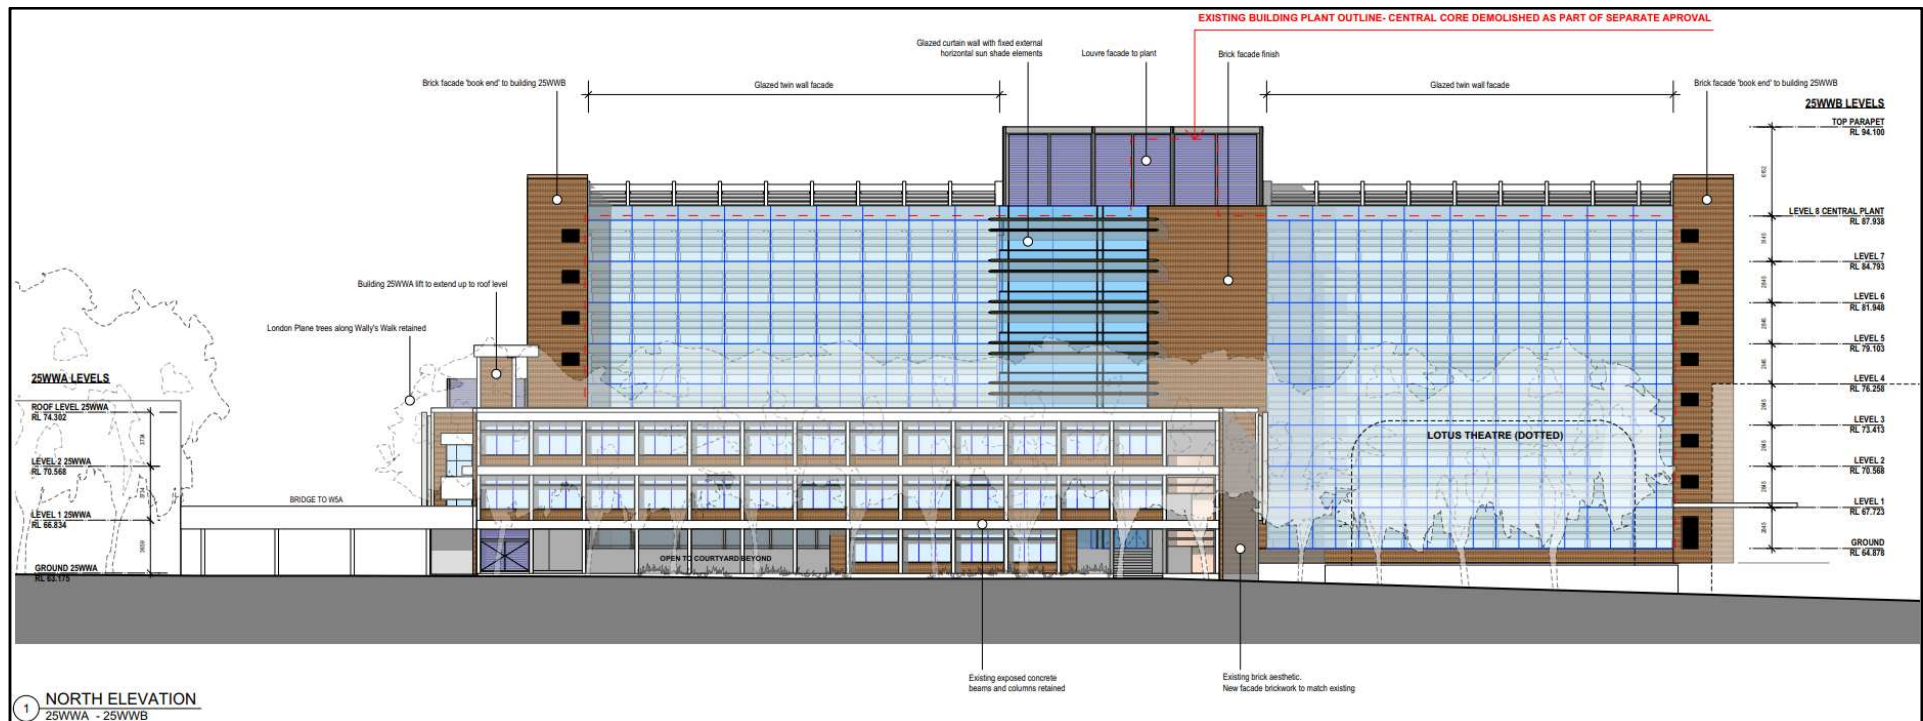 EXISTING BUILDING PLANT OUTLINE- CENTRAL CORE DEMOLISHED AS PART OF SEPARATE APROVAL
Glazed curtain wall with fixed external
horizontal sun shade elements
Louvre facade to plant
Brick facade finish
Brick facade 'book end' to building 25WWB
Glazed twin wall facade
Glazed twin wall facade
Brick facade 'book end' to building 25WWB
25WWB LEVELS
TOP PARAPET
RL 94.100
LEVEL 8 CENTRAL PLANT
RL 87.938
LEVEL 7
RL 84.793
LEVEL 6
RL 81.948
LEVEL 5
RL 79.103
LEVEL 4
RL 76.258
LEVEL 3
RL 73.413
LEVEL 2
RL 70.568
LEVEL 1
RL 67.723
GROUND
RL 64.878
Building 25WWA lift to extend up to roof level
London Plane trees along Wally's Walk retained
25WWA LEVELS
ROOF LEVEL 25WWA
RL 74.302
LEVEL 2 25WWA
RL 70.568
LEVEL 1 25WWA
RL 66.834
GROUND 25WWA
RL 63.175
BRIDGE TO W5A
OPEN TO COURTYARD BEYOND
LOTUS THEATRE (DOTTED)
Existing exposed concrete
beams and columns retained
Existing brick aesthetic.
New facade brickwork to match existing
1
NORTH ELEVATION
25WWA - 25WWB